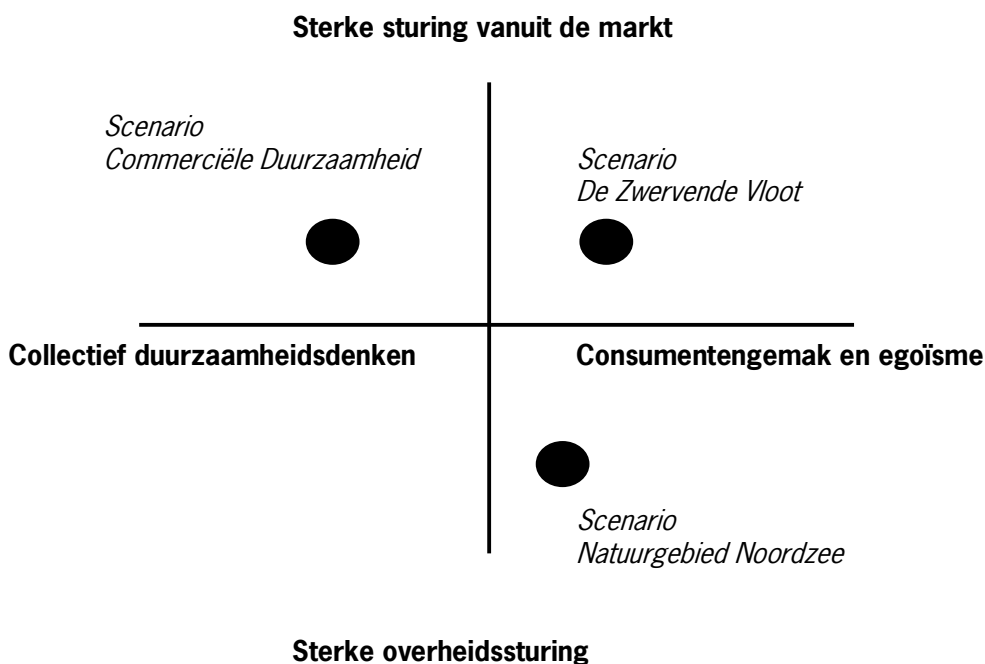 Sterke sturing vanuit de markt
Scenario
Commerciële Duurzaamheid
Scenario
De Zwervende Vloot
Collectief duurzaamheidsdenken
Consumentengemak en egoïsme
Scenario
Natuurgebied Noordzee
Sterke overheidssturing